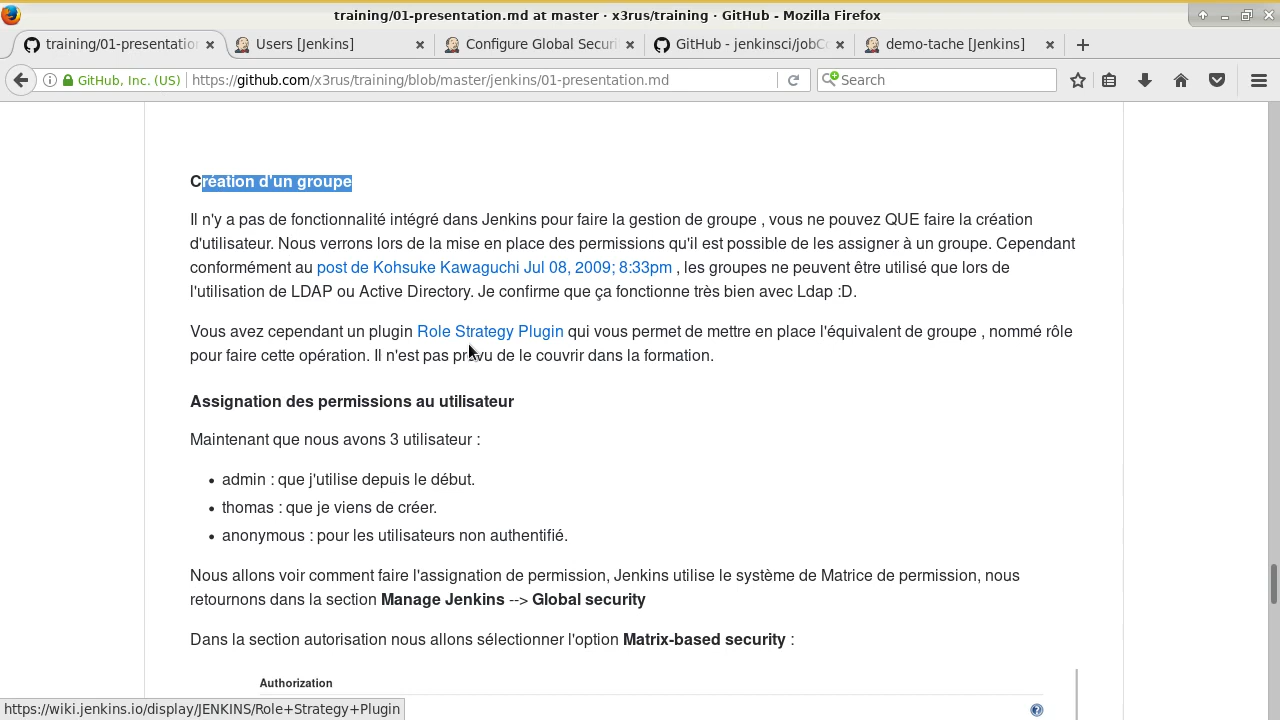 training/01-presentation.md at master · x3rus/training · GitHub - Mozilla Firefox
training/01-presentatio
Users [Jenkins]
Configure Global Securi
GitHub - jenkinsci/jobCo
demo-tache [Jenkins]
GitHub, Inc. (US)
https://github.com/x3rus/training/blob/master/jenkins/01-presentation.md
Search
Création d'un groupe
Il n'y a pas de fonctionnalité intégré dans Jenkins pour faire la gestion de groupe , vous ne pouvez QUE faire la création
d'utilisateur. Nous verrons lors de la mise en place des permissions qu'il est possible de les assigner à un groupe. Cependant
conformément au post de Kohsuke Kawaguchi Jul 08, 2009; 8:33pm , les groupes ne peuvent être utilisé que lors de
l'utilisation de LDAP ou Active Directory. Je confirme que ça fonctionne très bien avec Ldap :D.
Vous avez cependant un plugin Role Strategy Plugin qui vous permet de mettre en place l'équivalent de groupe , nommé rôle
pour faire cette opération. Il n'est pas prévu de le couvrir dans la formation.
Assignation des permissions au utilisateur
Maintenant que nous avons 3 utilisateur :
• admin : que j'utilise depuis le début.
• thomas : que je viens de créer.
• anonymous : pour les utilisateurs non authentifié.
Nous allons voir comment faire l'assignation de permission, Jenkins utilise le système de Matrice de permission, nous
retournons dans la section Manage Jenkins --> Global security
Dans la section autorisation nous allons sélectionner l'option Matrix-based security :
Authorization
https://wiki.jenkins.io/display/JENKINS/Role+Strategy+Plugin